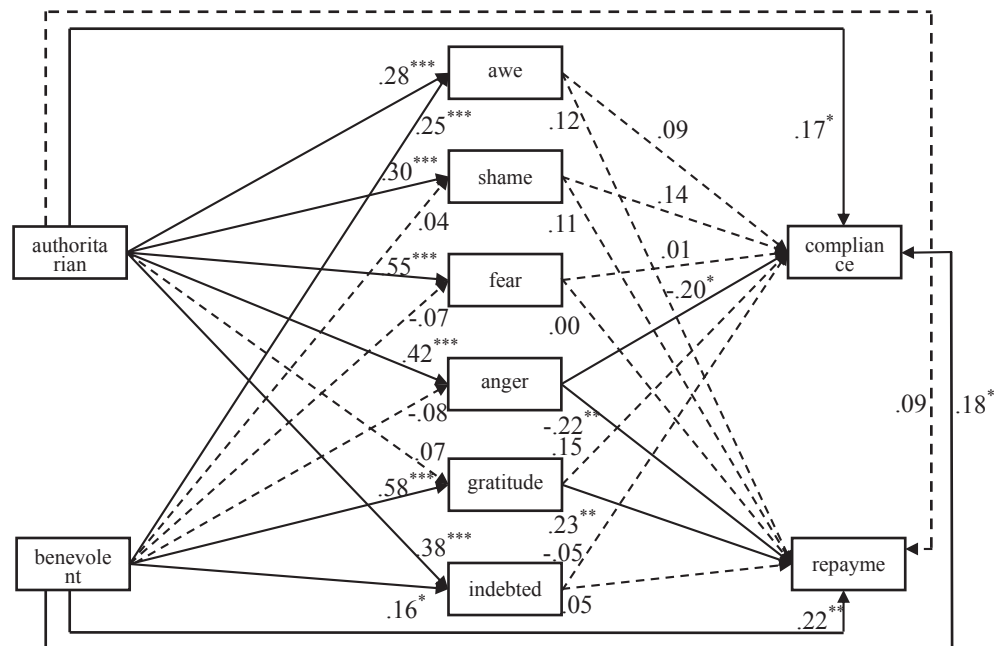 .28***
awe
.25***
.12
.09
.17*
.30***
shame
.14
.04
.11
authorita
rian
complian
ce
.55***
fear
.01
-.20*
-.07
.00
.42***
anger
-.08
-.22**
.09
.18*
.07
.15
.58***
gratitude
.23**
.38***
-.05
benevole
nt
indebted
repayme
.16*
.05
.22**